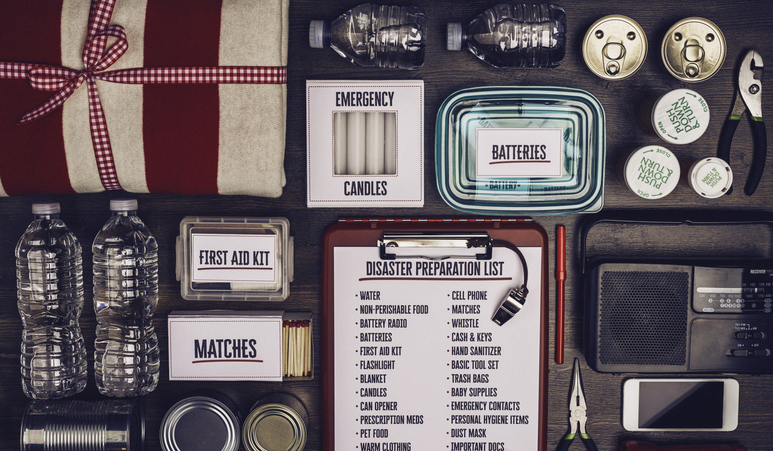 EMERGENCY
CANDLES
BATTERIES
-BATTERY-
PUSH
DOWN
& TURN
CLOSE
OPEN
PUSH
DOWN
& TURN
CLOSE
FIRST AID KIT
MATCHES
DISASTER PREPARATION LIST
• WATER
• NON-PERISHABLE FOOD
• BATTERY RADIO
• BATTERIES
• FIRST AID KIT
• FLASHLIGHT
• BLANKET
• CANDLES
• CAN OPENER
• PRESCRIPTION MEDS
• PET FOOD
• WARM CLOTHING
• CELL PHONE
• MATCHES
• WHISTLE
• CASH & KEYS
• HAND SANITIZER
• BASIC TOOL SET
• TRASH BAGS
• BABY SUPPLIES
• EMERGENCY CONTACTS
• PERSONAL HYGIENE ITEMS
• DUST MASK
• IMPORTANT DOCS